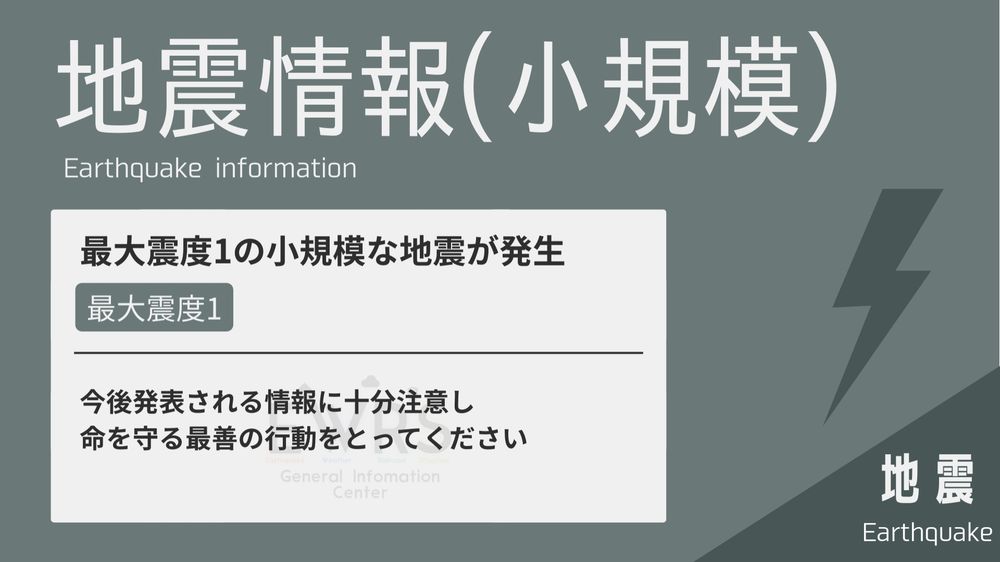 地震情報(小規模)
Earthquake information
最大震度1の小規模な地震が発生
最大震度1
今後発表される情報に十分注意し
命を守る最善の行動をとってください
EWRS
General Infomation
Center
地震
Earthquake